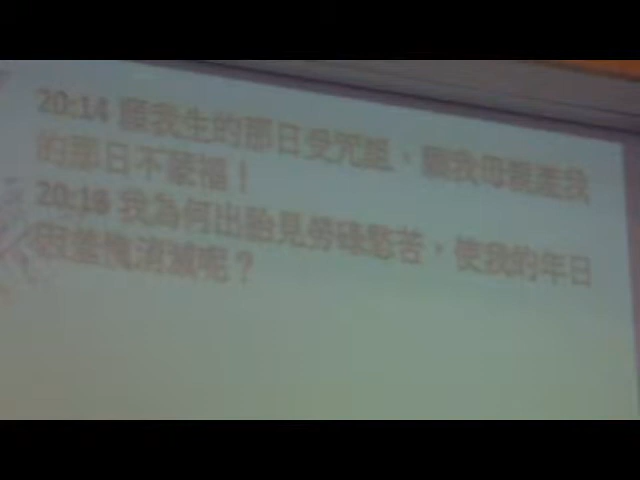 20:14 願我生的那日受咒詛，願我母親產我
的那日不蒙福！
20:18 我為何出胎見勞碌愁苦，使我的年日
因羞愧消滅呢？